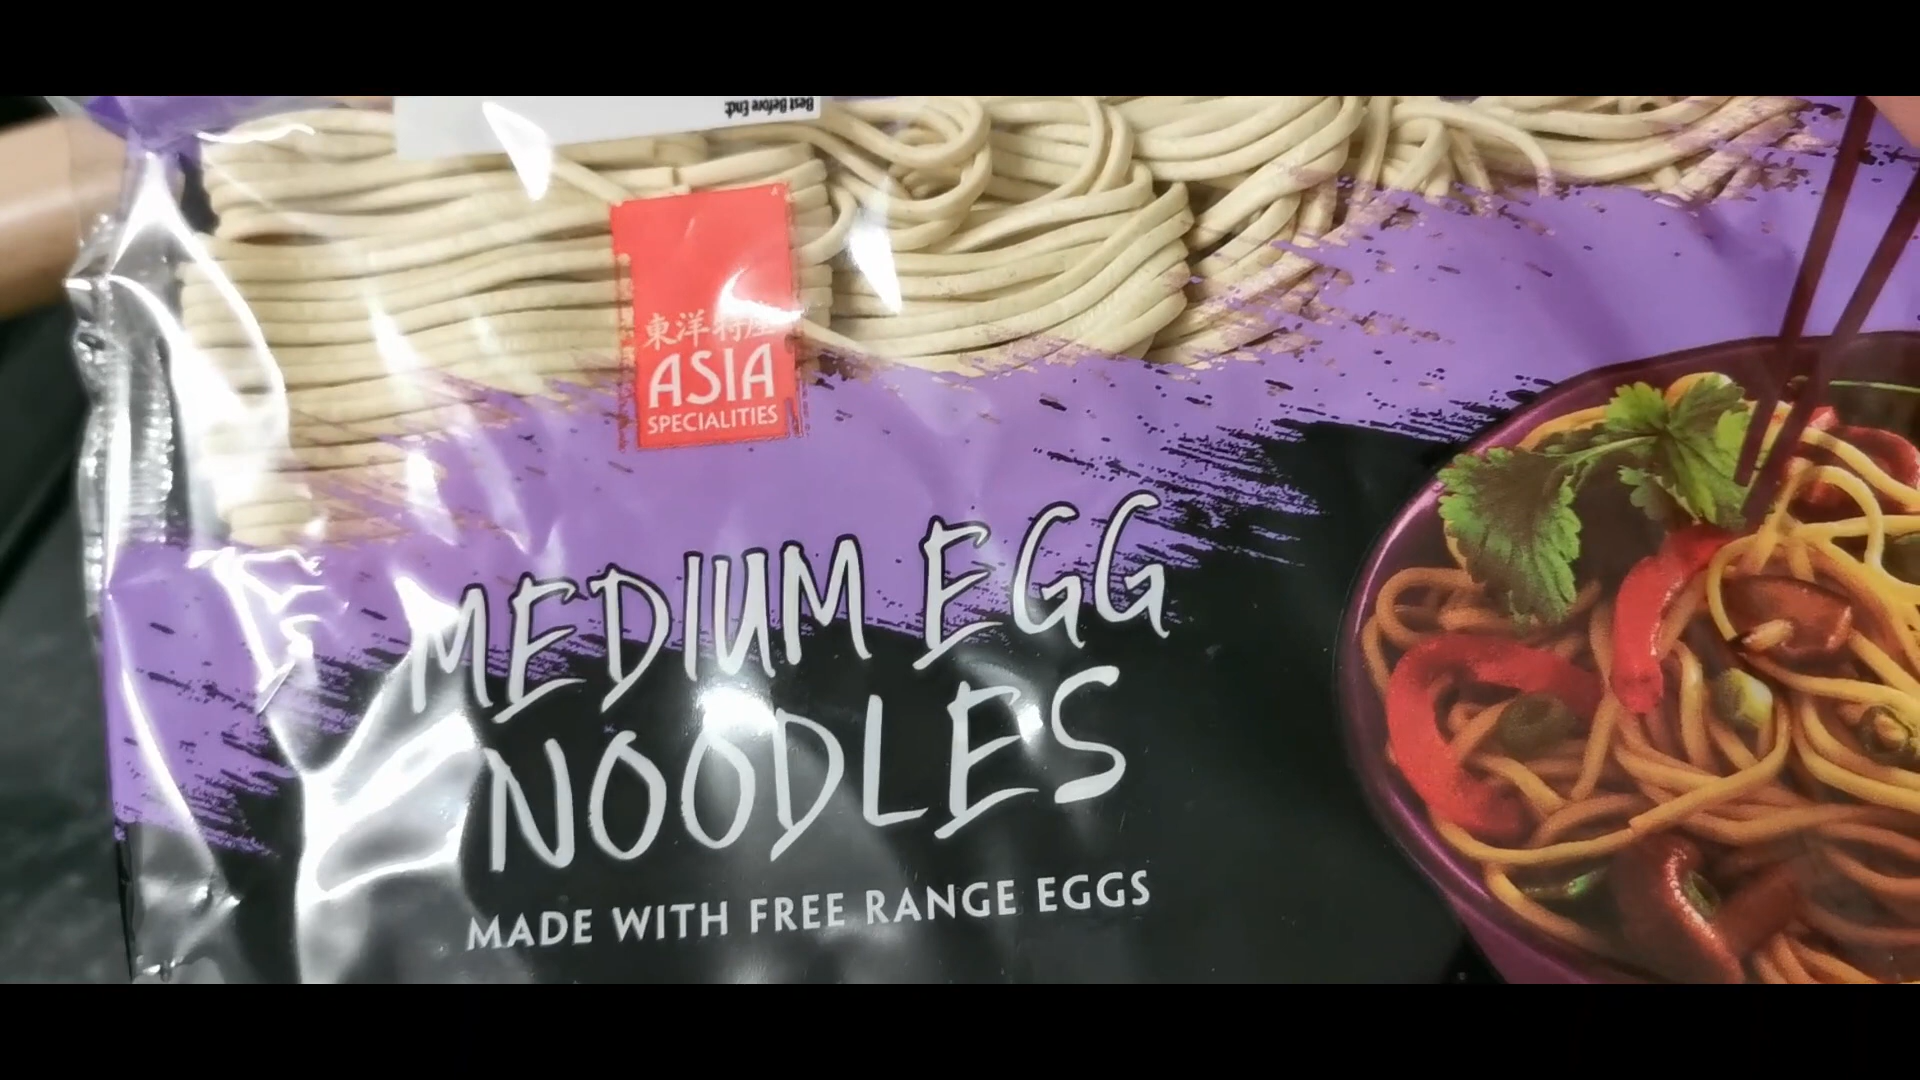 Best Before End:
東洋特産
ASIA
SPECIALITIES
MEDIUM EGG
NOODLES
MADE WITH FREE RANGE EGGS